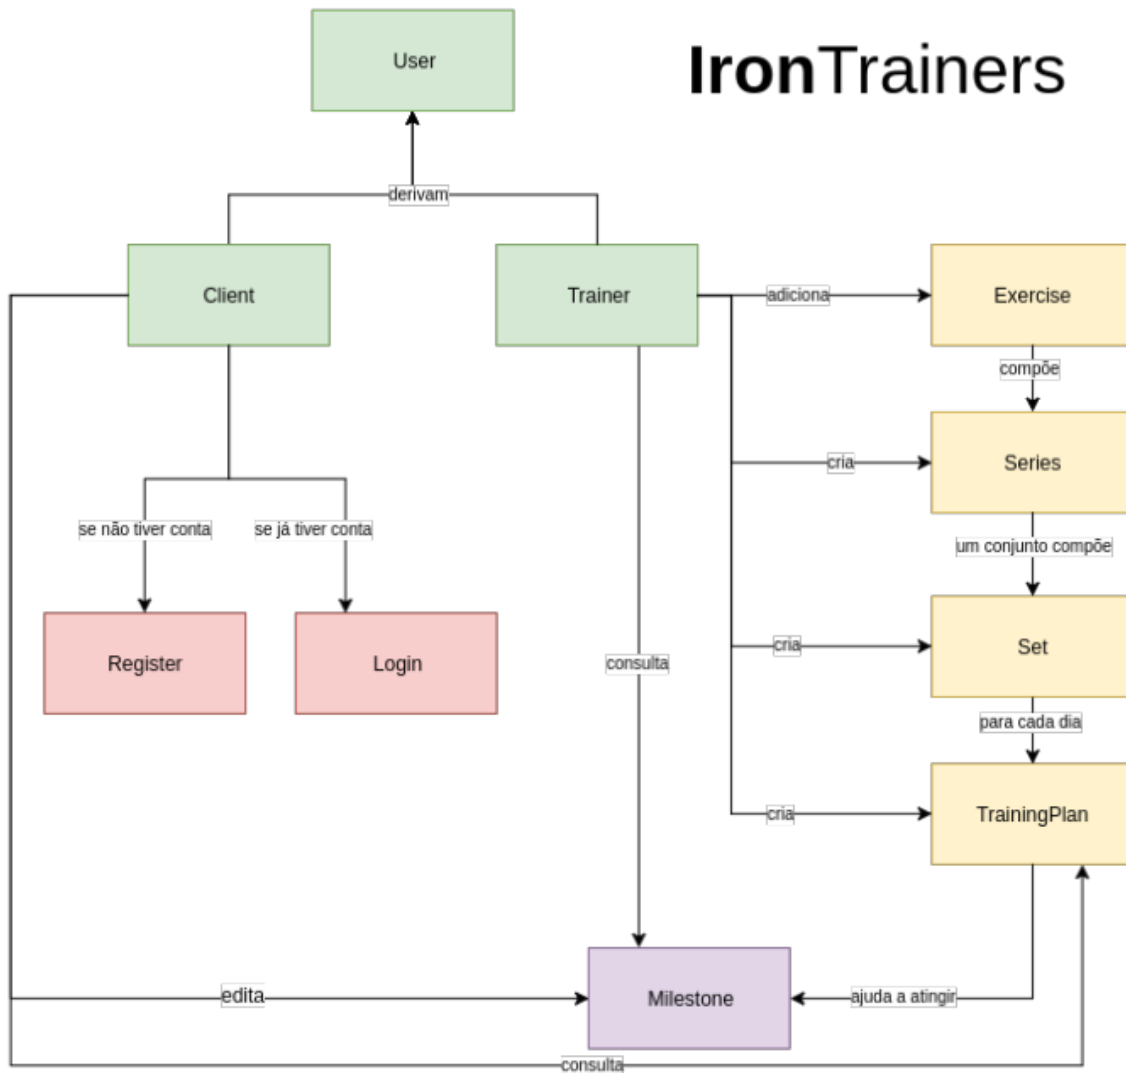 User
IronTrainers
derivam
Client
Trainer
adiciona
Exercise
compõe
cria
Series
se não tiver conta
se já tiver conta
um conjunto compõe
Register
Login
consulta
cria
Set
para cada dia
cria
TrainingPlan
edita
Milestone
ajuda a atingir
consulta